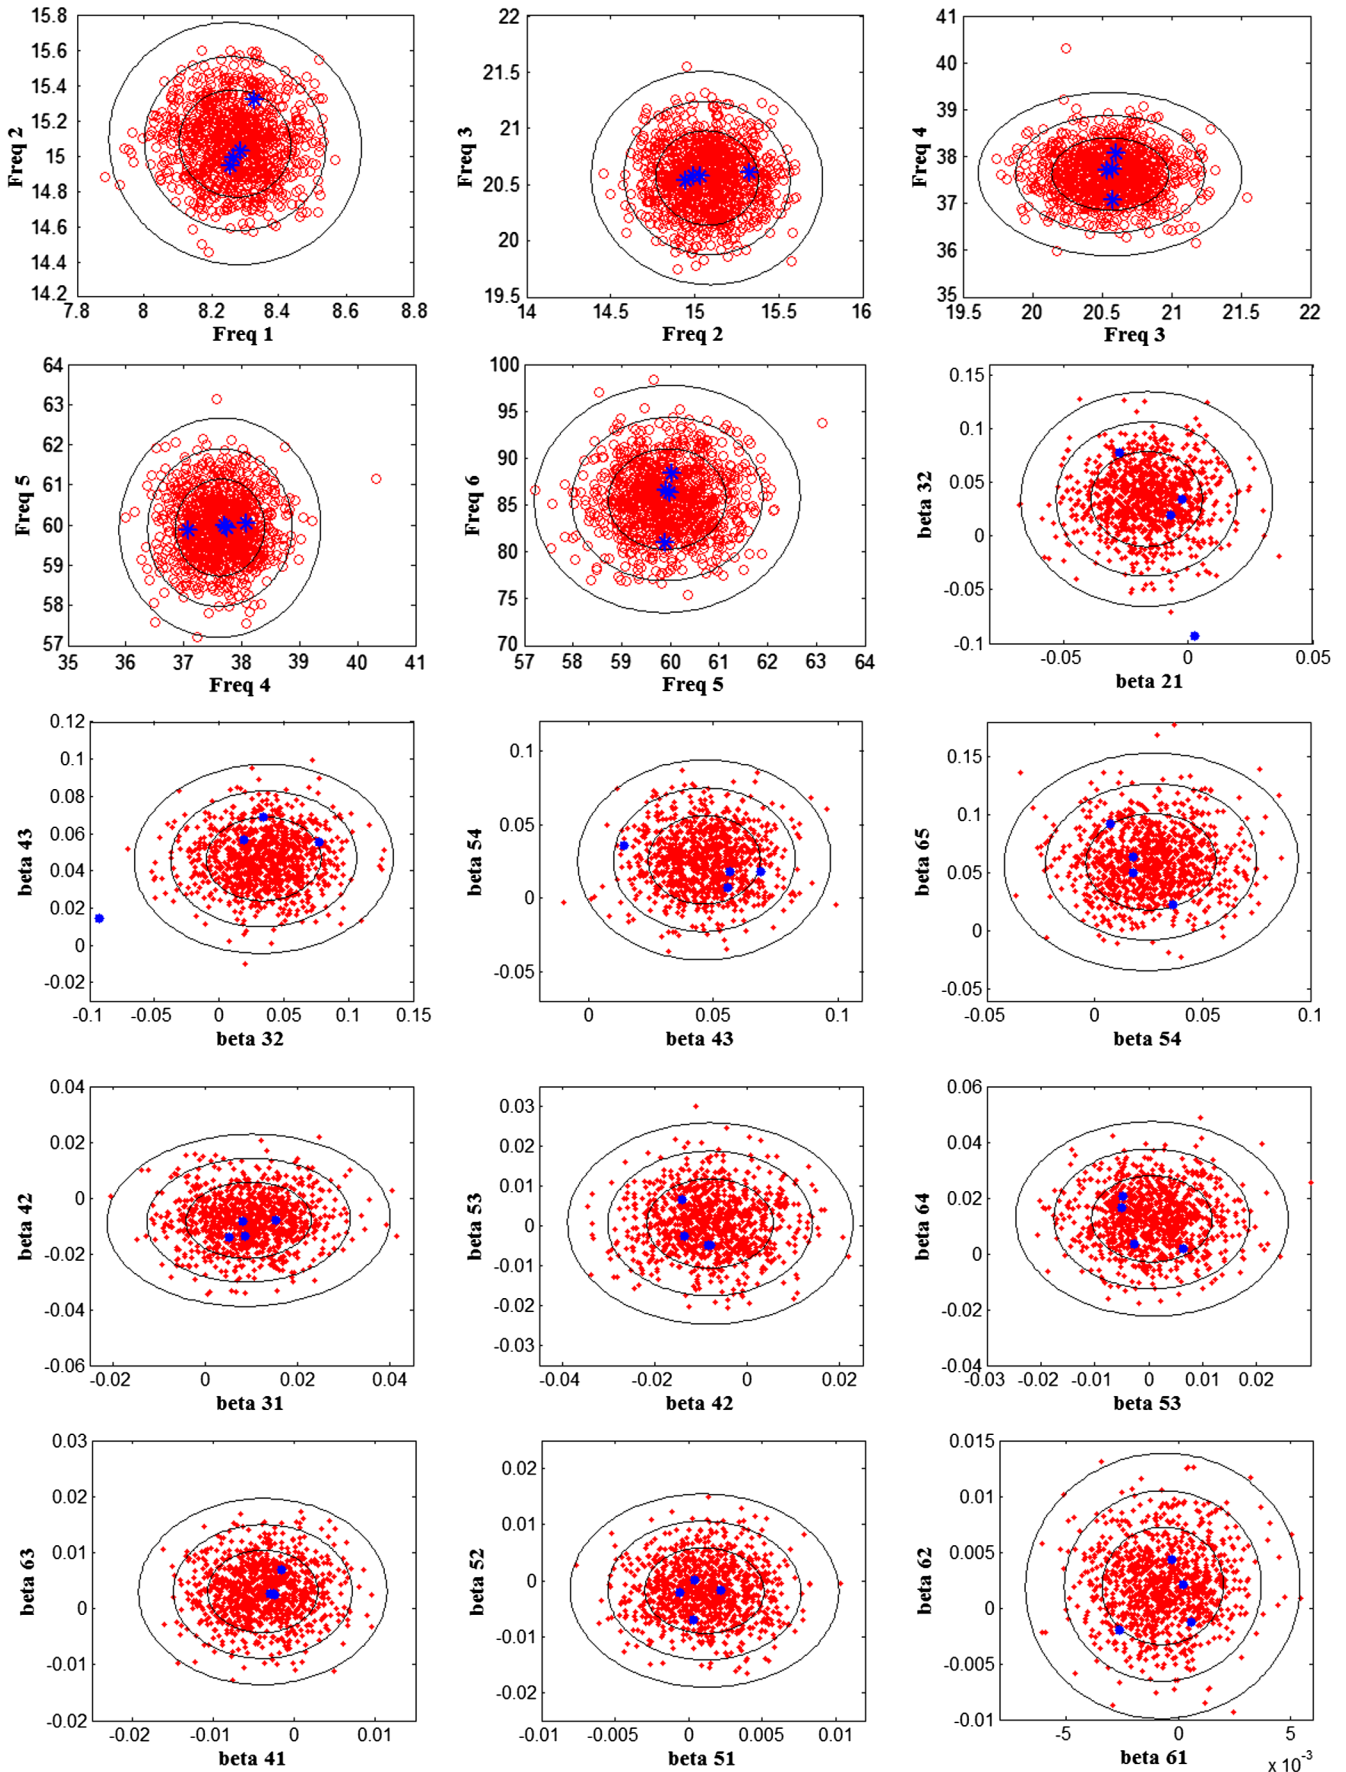 15.8
15.6
15.4
15.2
15
14.8
14.6
14.4
14.2
Freq 2
7.8 8 8.2 8.4 8.6 8.8
Freq 1
22
21.5
21
20.5
20
19.5
Freq 3
14 14.5 15 15.5 16
Freq 2
41
40
39
38
37
36
35
Freq 4
19.5 20 20.5 21 21.5 22
Freq 3
64
63
62
61
60
59
58
57
Freq 5
35 36 37 38 39 40 41
Freq 4
100
95
90
85
80
75
70
Freq 6
57 58 59 60 61 62 63 64
Freq 5
0.15
0.1
0.05
0
-0.05
-0.1
beta 32
-0.05 0 0.05
beta 21
0.12
0.1
0.08
0.06
0.04
0.02
0
-0.02
beta 43
-0.1 -0.05 0 0.05 0.1 0.15
beta 32
0.1
0.05
0
-0.05
beta 54
0 0.05 0.1
beta 43
0.15
0.1
0.05
0
-0.05
beta 65
-0.05 0 0.05 0.1
beta 54
0.04
0.02
0
-0.02
-0.04
-0.06
beta 42
-0.02 0 0.02 0.04
beta 31
0.03
0.02
0.01
0
-0.01
-0.02
-0.03
beta 53
-0.04 -0.02 0 0.02
beta 42
0.06
0.04
0.02
0
-0.02
-0.04
beta 64
-0.03 -0.02 -0.01 0 0.01 0.02
beta 53
0.03
0.02
0.01
0
-0.01
-0.02
beta 63
-0.02 -0.01 0 0.01
beta 41
0.02
0.01
0
-0.01
-0.02
beta 52
-0.01 -0.005 0 0.005 0.01
beta 51
0.015
0.01
0.005
0
-0.005
-0.01
beta 62
-5 0 5
beta 61
x 10-3